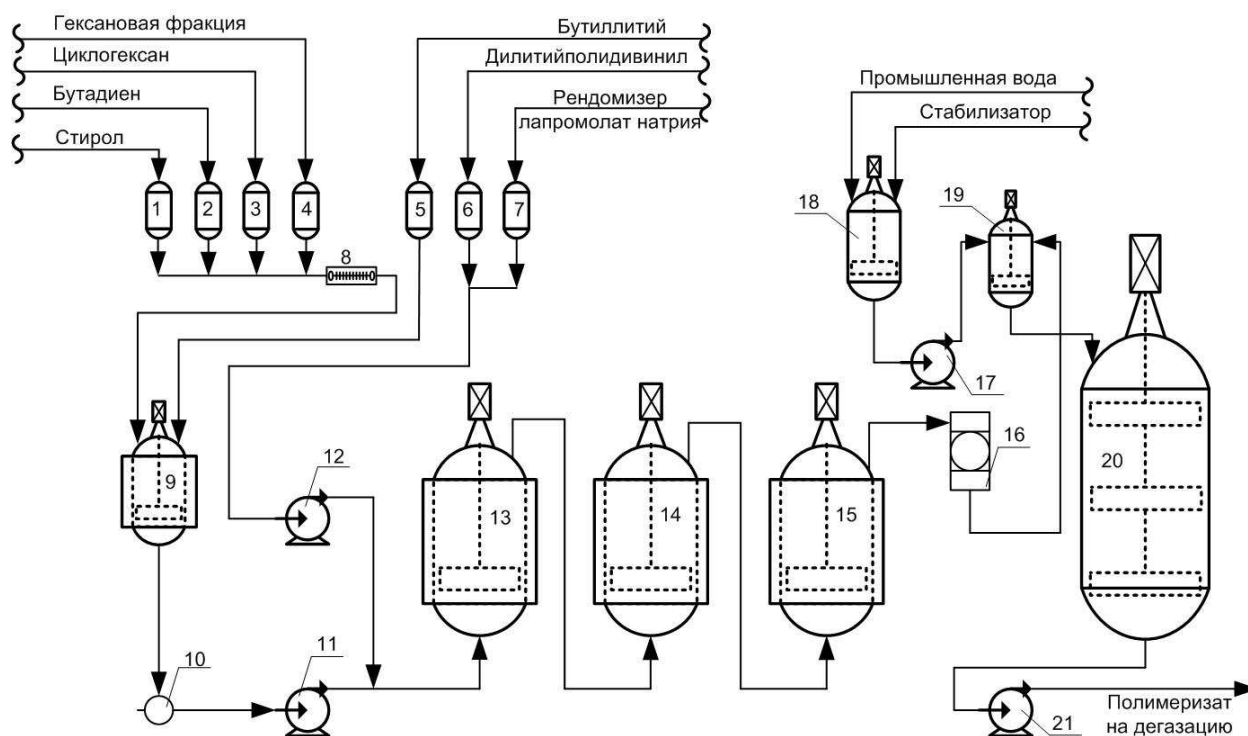 Гексановая фракция
Циклогексан
Бутадиен
Стирол
Бутиллитий
Дилитийполидивинил
Рендомизер
лапромолат натрия
Промышленная вода
Стабилизатор
1
2
3
4
5
6
7
8
18
19
17
9
12
13
14
15
16
20
10
11
21
Полимеризат
на дегазацию